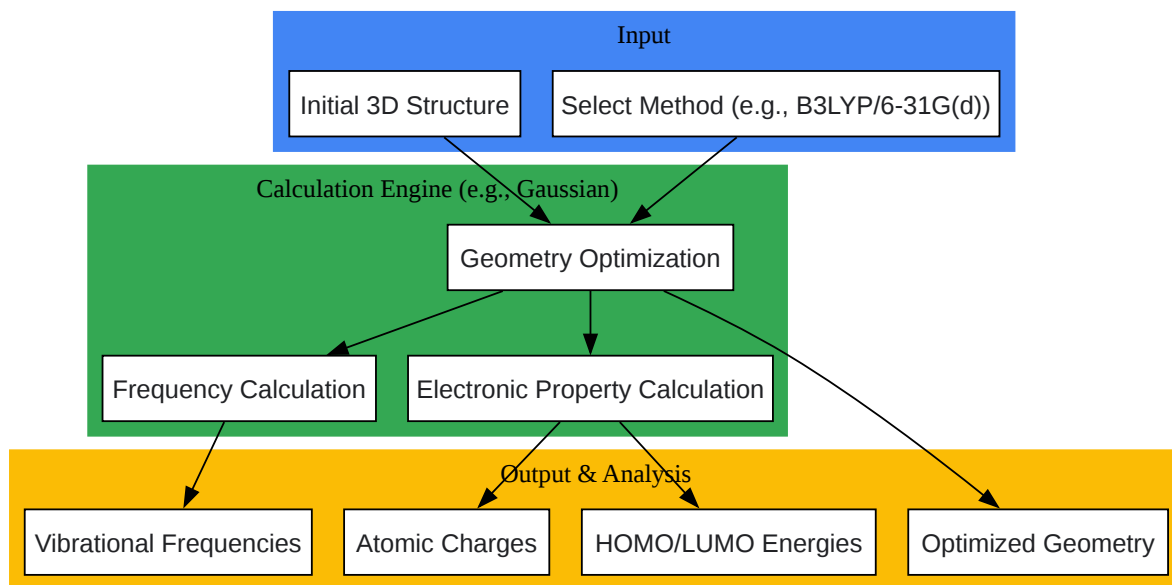 Input
Initial 3D Structure
Select Method (e.g., B3LYP/6-31G(d))
Calculation Engine (e.g., Gaussian)
Geometry Optimization
Frequency Calculation
Electronic Property Calculation
Output & Analysis
Vibrational Frequencies
Atomic Charges
HOMO/LUMO Energies
Optimized Geometry